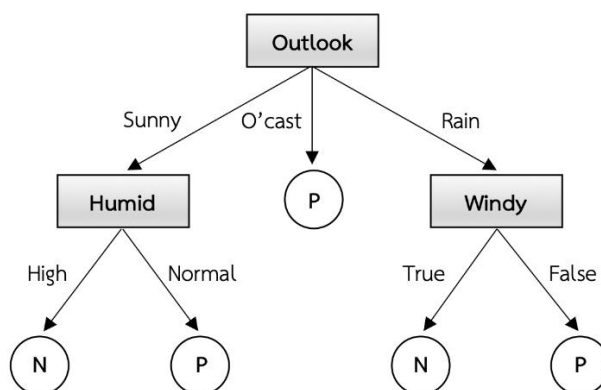 Outlook
Sunny O'cast Rain
Humid P Windy
High Normal True False
N P N P